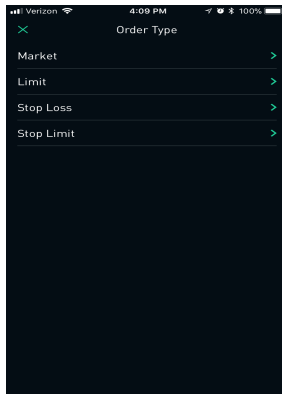 Verizon 4:09 PM 100%
Order Type
Market
Limit
Stop Loss
Stop Limit